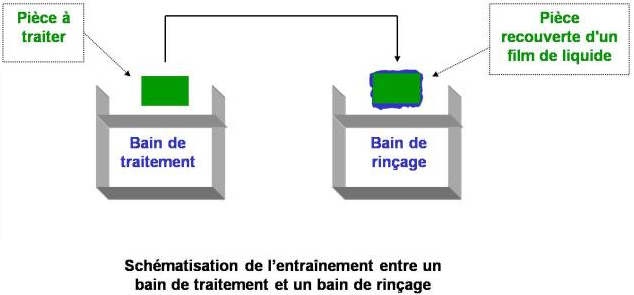 Pièce à
traiter
Pièce
recouverte d'un
film de liquide
Bain de
traitement
Bain de
rinçage
Schématisation de l’entraînement entre un
bain de traitement et un bain de rinçage